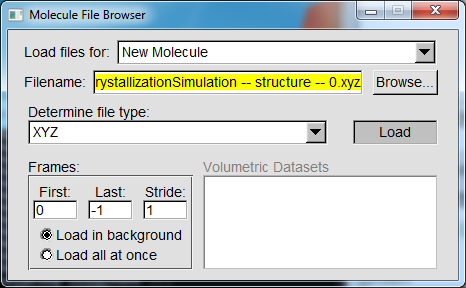 Molecule File Browser
Load files for: New Molecule
Filename: rystallizationSimulation -- structure -- 0.xyz Browse...
Determine file type:
XYZ Load
Frames: Volumetric Datasets
First: Last: Stride:
0 -1 1
Load in background
Load all at once